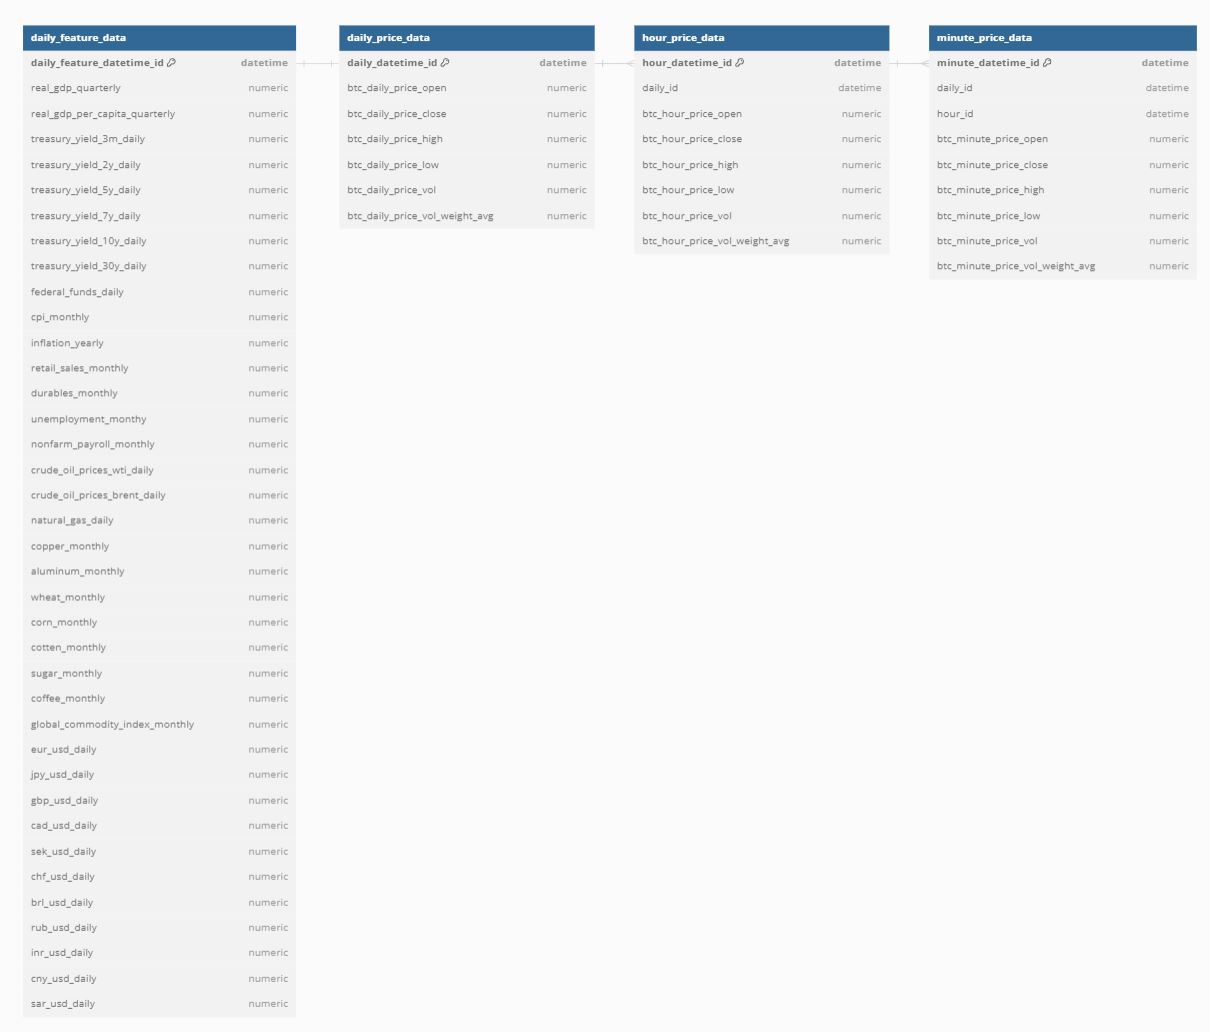 daily_feature_data
daily_feature_datetime_id datetime
real_gdp_quarterly numeric
real_gdp_per_capita_quarterly numeric
treasury_yield_3m_daily numeric
treasury_yield_2y_daily numeric
treasury_yield_5y_daily numeric
treasury_yield_7y_daily numeric
treasury_yield_10y_daily numeric
treasury_yield_30y_daily numeric
federal_funds_daily numeric
cpi_monthly numeric
inflation_yearly numeric
retail_sales_monthly numeric
durables_monthly numeric
unemployment_monthy numeric
nonfarm_payroll_monthly numeric
crude_oil_prices_wti_daily numeric
crude_oil_prices_brent_daily numeric
natural_gas_daily numeric
copper_monthly numeric
aluminum_monthly numeric
wheat_monthly numeric
corn_monthly numeric
cotten_monthly numeric
sugar_monthly numeric
coffee_monthly numeric
global_commodity_index_monthly numeric
eur_usd_daily numeric
jpy_usd_daily numeric
gbp_usd_daily numeric
cad_usd_daily numeric
sek_usd_daily numeric
chf_usd_daily numeric
brl_usd_daily numeric
rub_usd_daily numeric
inr_usd_daily numeric
cny_usd_daily numeric
sar_usd_daily numeric
daily_price_data
daily_datetime_id datetime
btc_daily_price_open numeric
btc_daily_price_close numeric
btc_daily_price_high numeric
btc_daily_price_low numeric
btc_daily_price_vol numeric
btc_daily_price_vol_weight_avg numeric
hour_price_data
hour_datetime_id datetime
daily_id datetime
btc_hour_price_open numeric
btc_hour_price_close numeric
btc_hour_price_high numeric
btc_hour_price_low numeric
btc_hour_price_vol numeric
btc_hour_price_vol_weight_avg numeric
minute_price_data
minute_datetime_id datetime
daily_id datetime
hour_id datetime
btc_minute_price_open numeric
btc_minute_price_close numeric
btc_minute_price_high numeric
btc_minute_price_low numeric
btc_minute_price_vol numeric
btc_minute_price_vol_weight_avg numeric